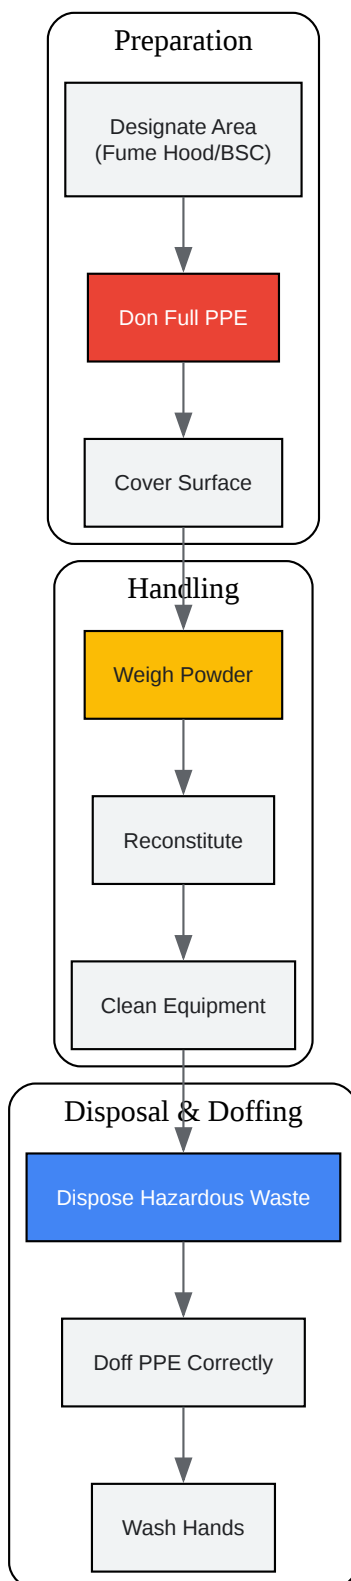 Preparation
Designate Area
(Fume Hood/BSC)
Don Full PPE
Cover Surface
Handling
Weigh Powder
Reconstitute
Clean Equipment
Disposal & Doffing
Dispose Hazardous Waste
Doff PPE Correctly
Wash Hands